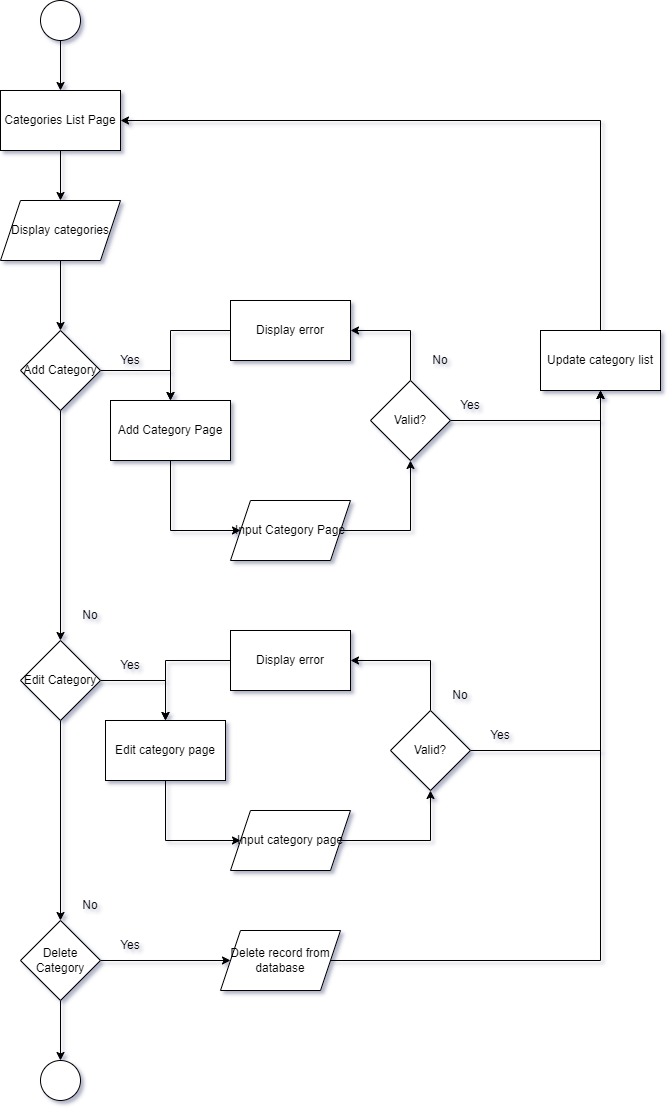 Categories List Page
Display categories
Display error
Update category list
Add Category
Yes
No
Add Category Page
Valid?
Yes
Input Category Page
No
Display error
Edit Category
Yes
No
Edit category page
Valid?
Yes
Input category page
No
Delete
Category
Yes
Delete record from
database